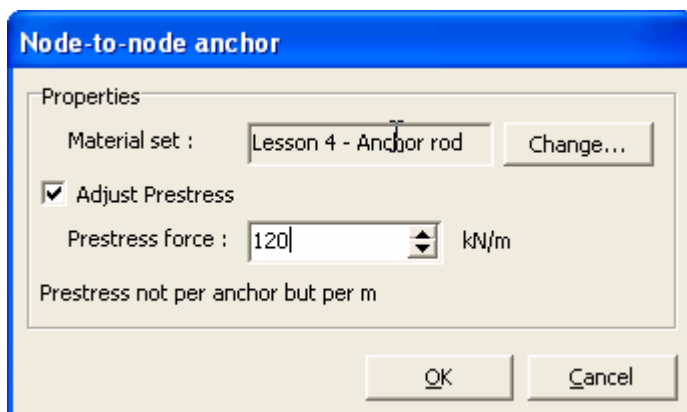 Node-to-node anchor
Properties
Material set : Lesson 4 - Anchor rod Change...
Adjust Prestress
Prestress force : 120 kN/m
Prestress not per anchor but per m
OK Cancel